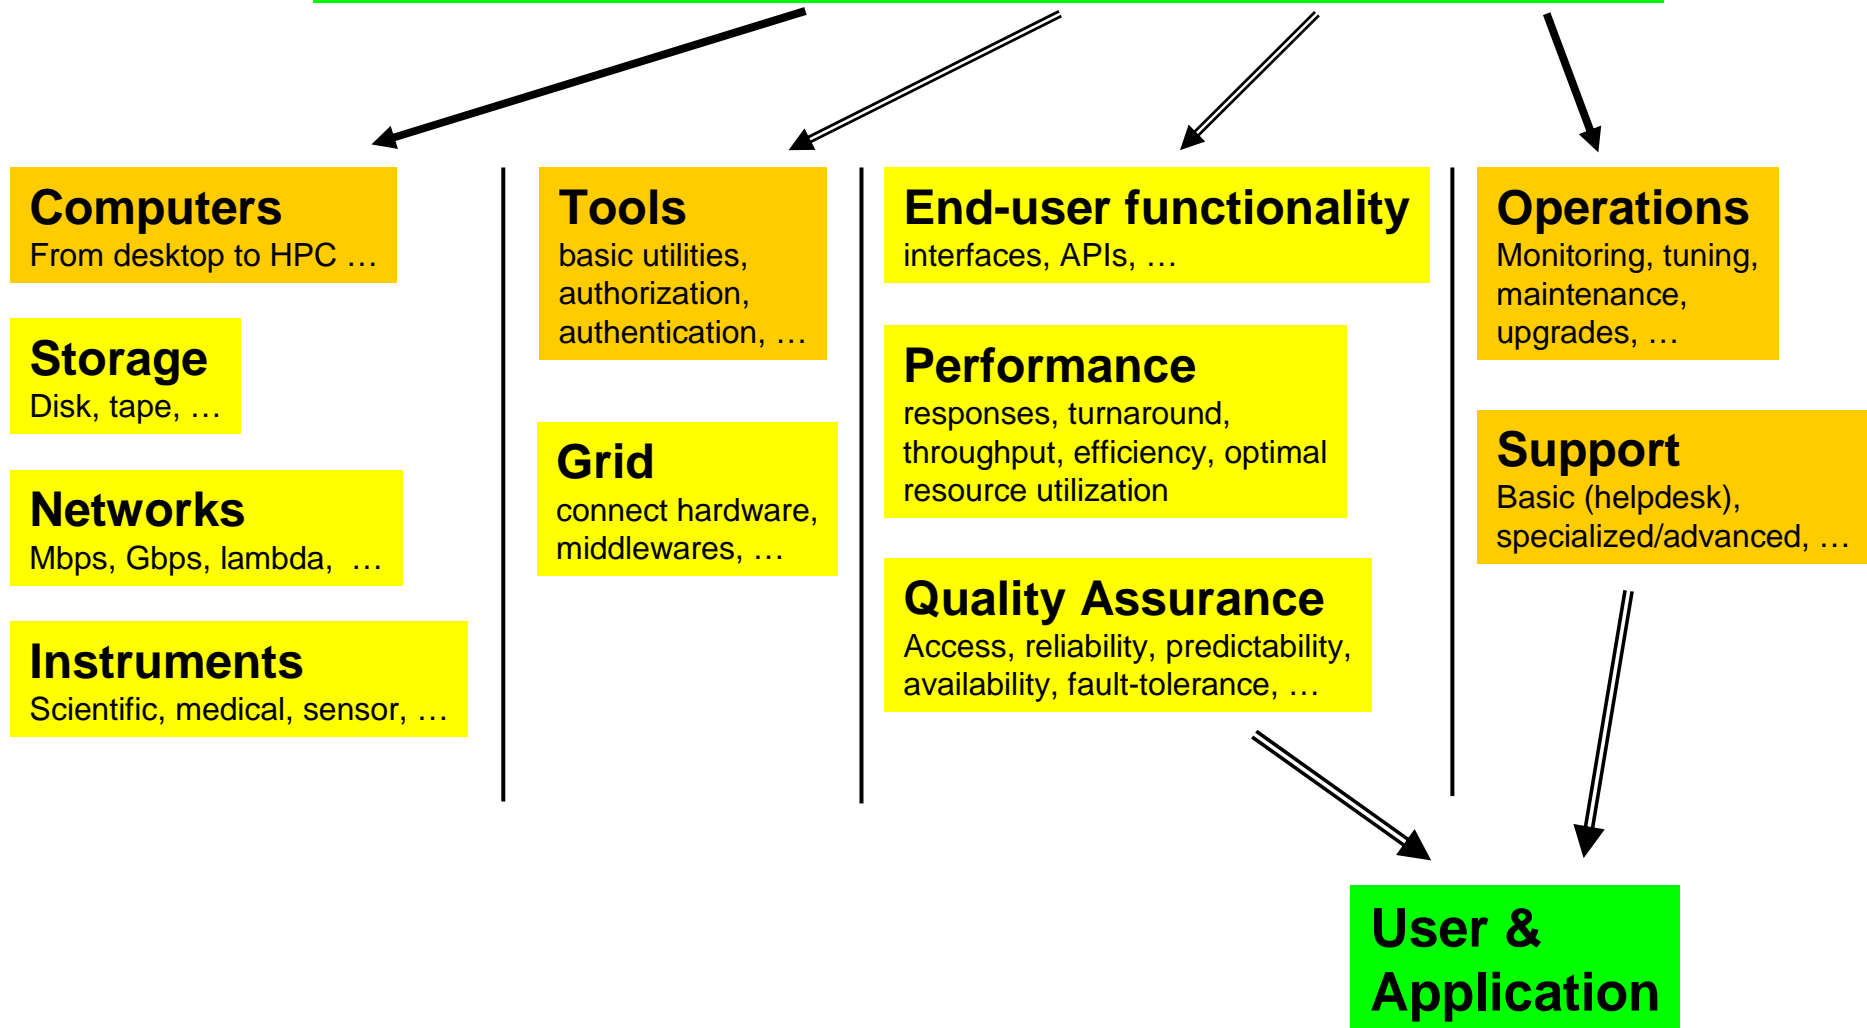 Computers
From desktop to HPC …
Storage
Disk, tape, …
Networks
Mbps, Gbps, lambda,  …
Instruments
Scientific, medical, sensor, …
Tools
basic utilities,
authorization,
authentication, …
Grid
connect hardware,
middlewares, …
End-user functionality
interfaces, APIs, …
Performance
responses, turnaround,
throughput, efficiency, optimal
resource utilization
Quality Assurance
Access, reliability, predictability,
availability, fault-tolerance, …
Operations
Monitoring, tuning,
maintenance,
upgrades, …
Support
Basic (helpdesk),
specialized/advanced, …
User &
Application